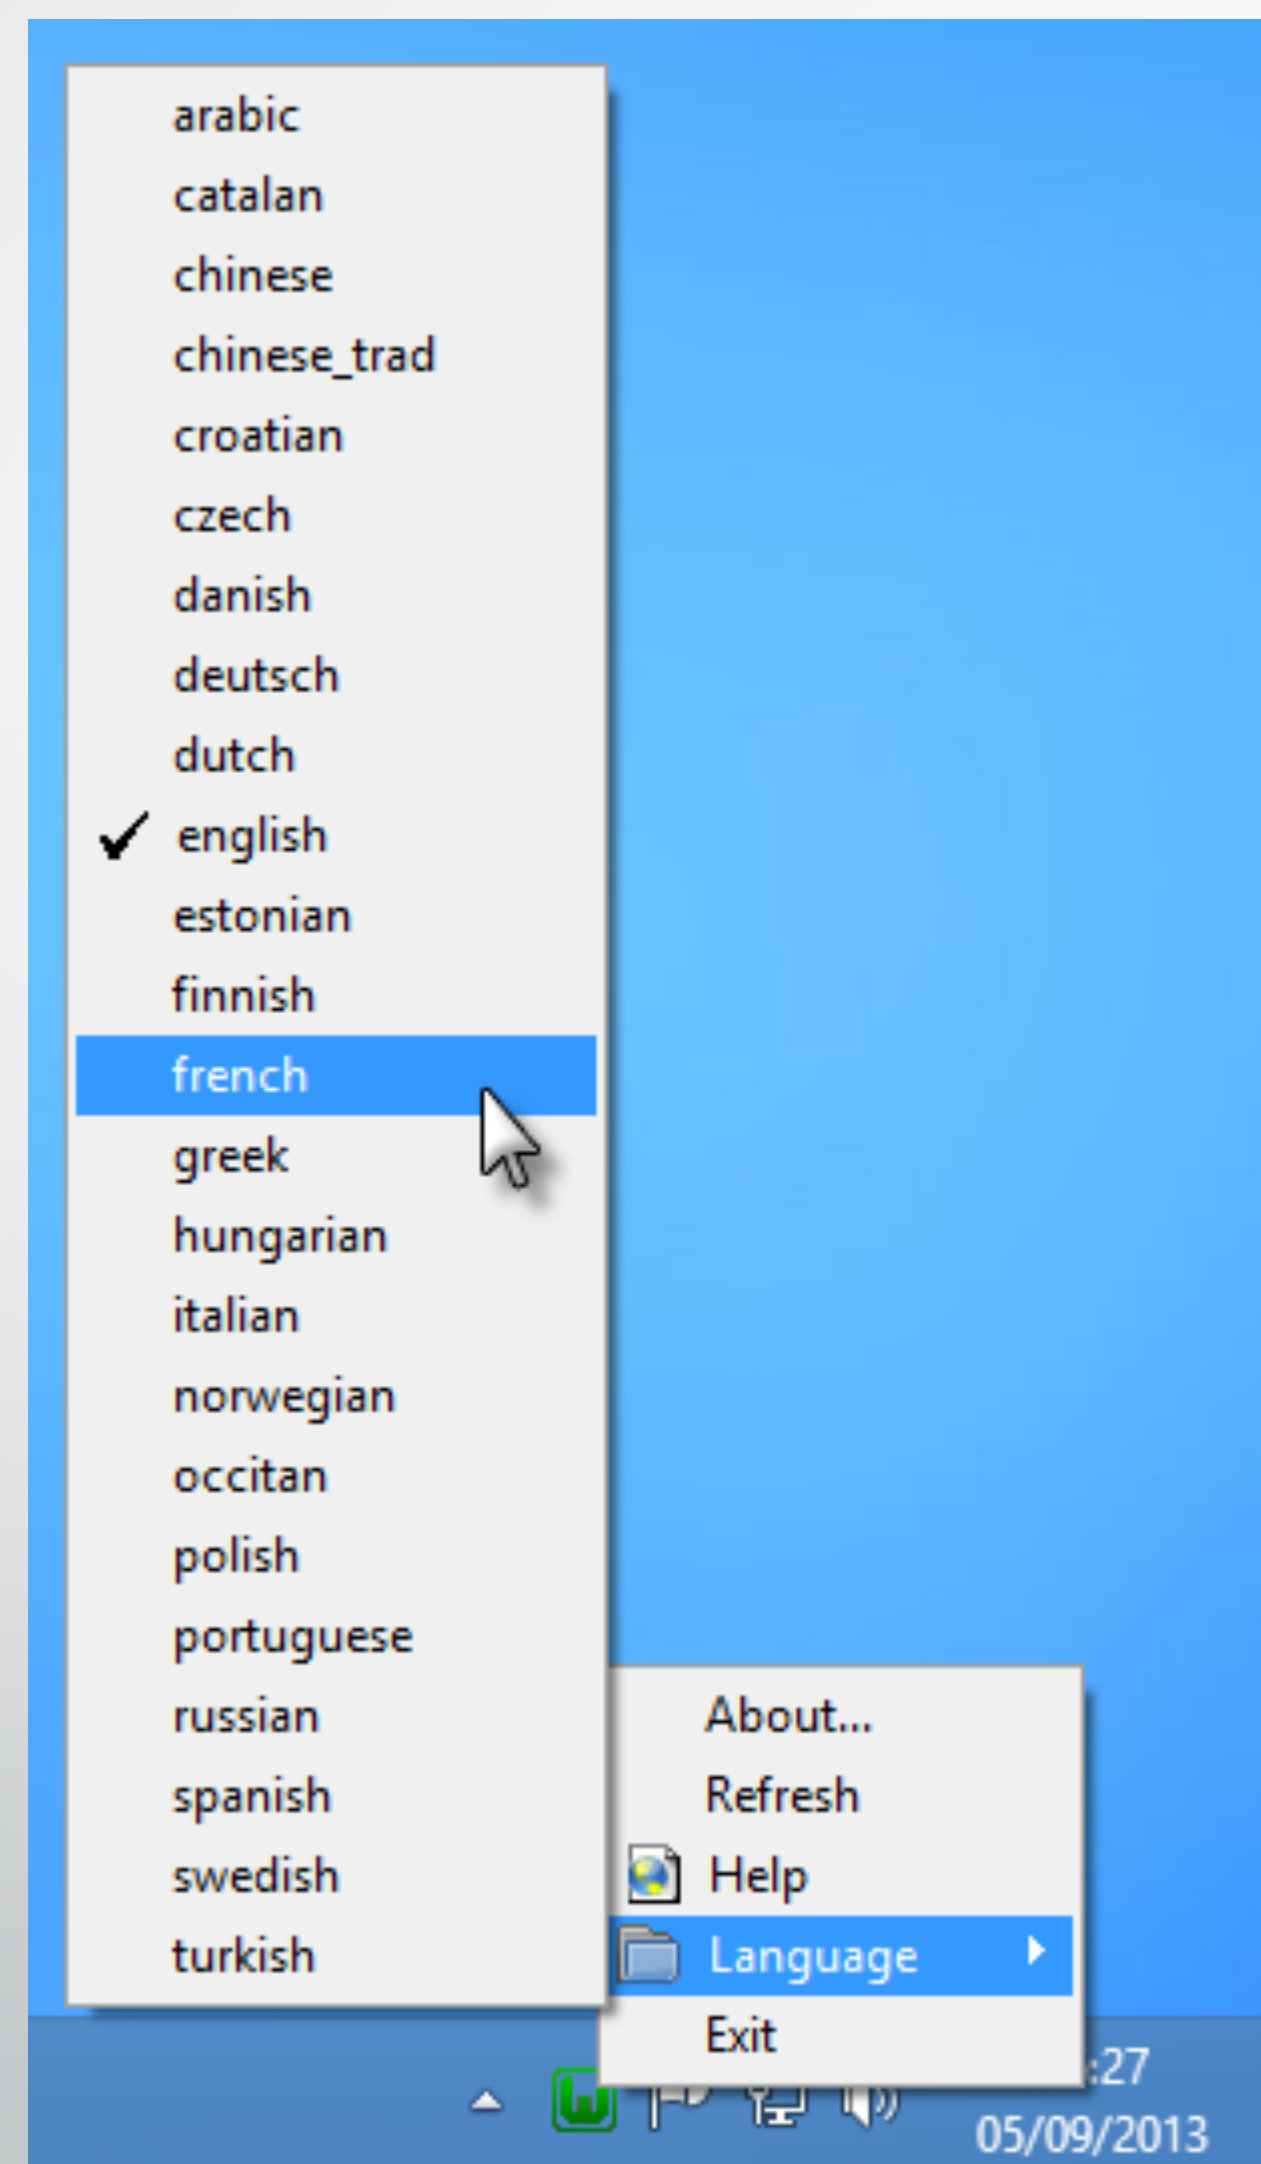 arabic
catalan
chinese
chinese_trad
croatian
czech
danish
deutsch
dutch
english
estonian
finnish
french
greek
hungarian
italian
norwegian
occitan
polish
portuguese
russian
spanish
swedish
turkish
About...
Refresh
Help
Language
Exit
:27
05/09/2013